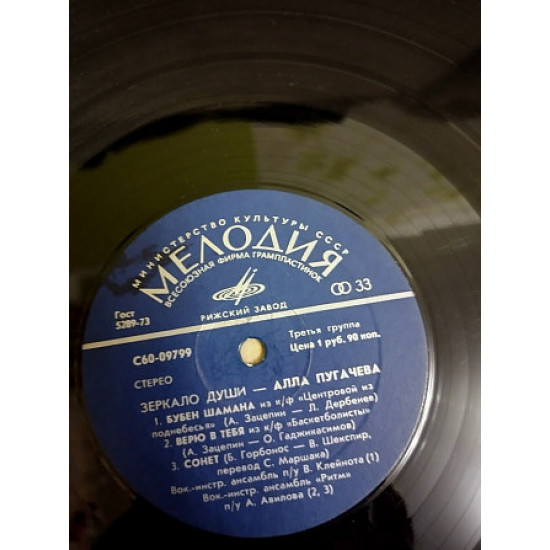 МИНИСТЕРСТВО КУЛЬТУРЫ СССР
МЕЛОДИЯ
ВСЕСОЮЗНАЯ ФИРМА ГРАМПЛАСТИНОК
РИЖСКИЙ ЗАВОД
33
Гост
5289-73
С60-09799
СТЕРЕО
Третья группа
Цена 1 руб. 90 коп.
ЗЕРКАЛО ДУШИ — АЛЛА ПУГАЧЕВА
1. БУБЕН ШАМАНА из к/ф «Центровой из
поднебесья» (А. Зацепин — Л. Дербенев)
2. ВЕРЮ В ТЕБЯ из к/ф «Баскетболисты»
(А. Зацепин — О. Гаджикасимов)
3. СОНЕТ (Б. Горбонос — В. Шекспир,
перевод С. Маршака)
Вок.-инстр. ансамбль п/у В. Клейнота (1)
Вок.-инстр. ансамбль «Ритм»
п/у А. Авилова (2, 3)